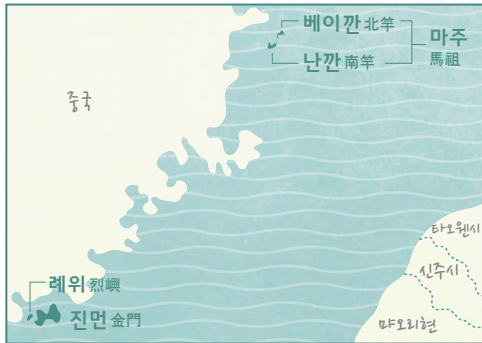 베이깐 北竿
난깐 南竿
마주
馬祖
중국
타오웬시
신주시
먀오리현
례위 烈嶼
진먼 金門